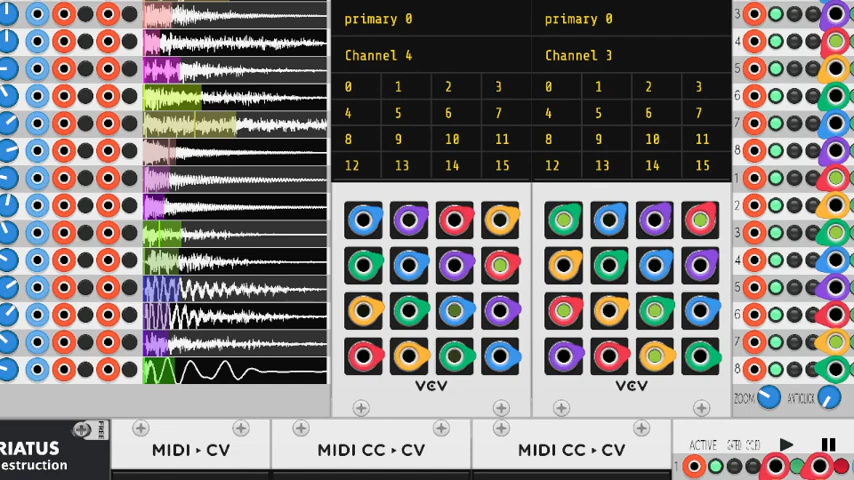 primary 0
Channel 4
0 1 2 3
4 5 6 7
8 9 10 11
12 13 14 15
VCV
primary 0
Channel 3
0 1 2 3
4 5 6 7
8 9 10 11
12 13 14 15
VCV
3
4
5
6
7
8
1
2
3
4
5
6
7
8
ZOOM ANTICLICK
FREE
RIATUS
estruction
MIDI ▸ CV
MIDI CC ▸ CV
MIDI CC ▸ CV
ACTIVE
1